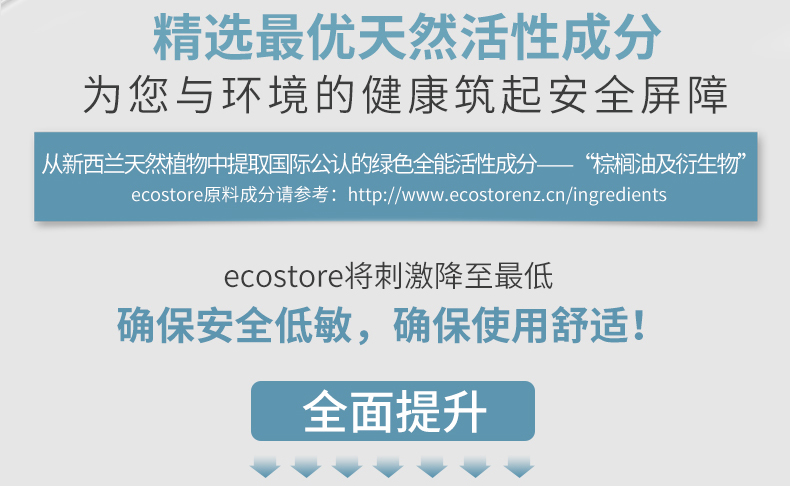 精选最优天然活性成分
为您与环境的健康筑起安全屏障
从新西兰天然植物中提取国际公认的绿色全能活性成分——“棕榈油及衍生物”
ecostore原料成分请参考：http://www.ecostorenz.cn/ingredients
ecostore将刺激降至最低
确保安全低敏，确保使用舒适！
全面提升